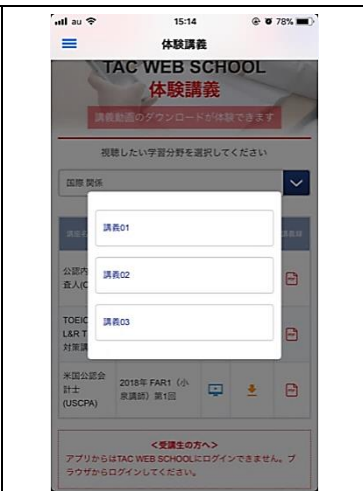 au
15:14
78%
体験講義
TAC WEB SCHOOL
体験講義
講義動画のダウンロードが体験できます
視聴したい学習分野を選択してください
国際 関係
講義01
公認内
査人(C
講義02
TOEIC
L&R T
対策講
講義03
米国公認会
計士
(USCPA)
2018年 FAR1（小
泉講師）第1回
<受講生の方へ>
アプリからはTAC WEB SCHOOLにログインできません。ブ
ラウザからログインしてください。